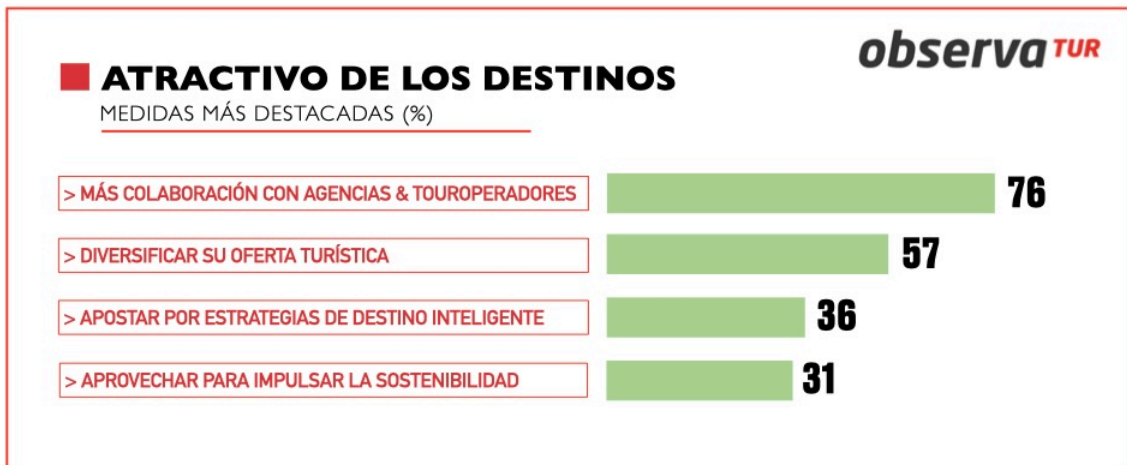 observaTUR
ATRACTIVO DE LOS DESTINOS
MEDIDAS MÁS DESTACADAS (%)
> MÁS COLABORACIÓN CON AGENCIAS & TOUROPERADORES 76
> DIVERSIFICAR SU OFERTA TURÍSTICA 57
> APOSTAR POR ESTRATEGIAS DE DESTINO INTELIGENTE 36
> APROVECHAR PARA IMPULSAR LA SOSTENIBILIDAD 31